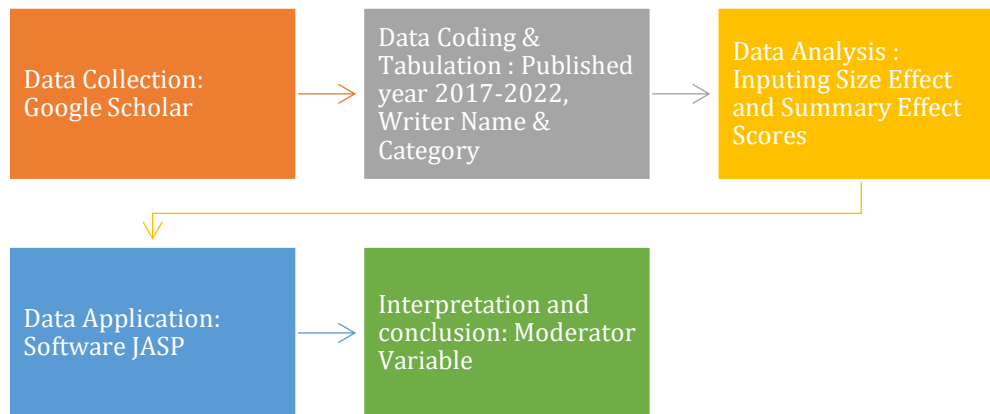 Data Collection:
Google Scholar
Data Coding &
Tabulation : Published
year 2017-2022,
Writer Name &
Category
Data Analysis :
Inputing Size Effect
and Summary Effect
Scores
Data Application:
Software JASP
Interpretation and
conclusion: Moderator
Variable